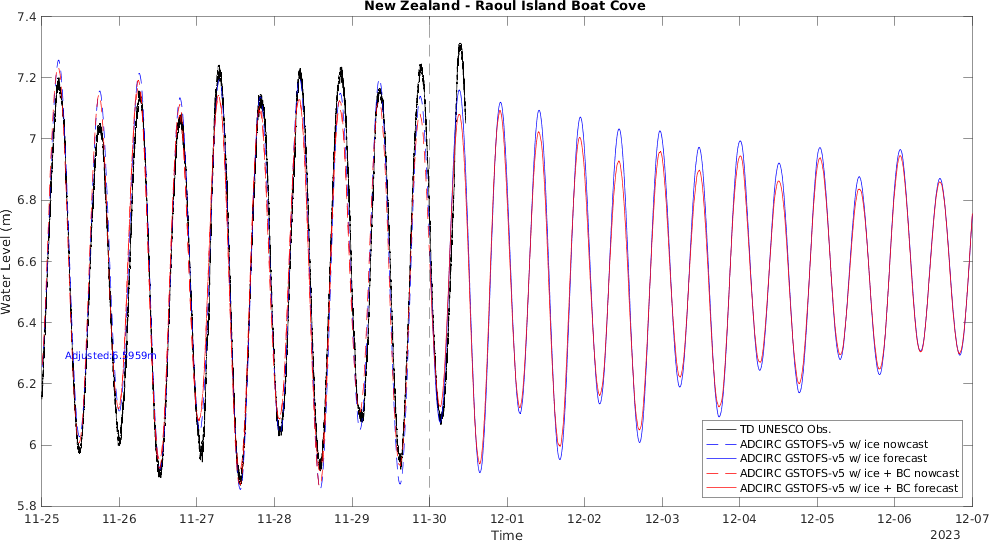 New Zealand - Raoul Island Boat Cove
Water Level (m)
7.4
7.2
7
6.8
6.6
6.4
6.2
6
5.8
Adjusted:6.5959m
TD UNESCO Obs.
ADCIRC GSTOFS-v5 w/ ice nowcast
ADCIRC GSTOFS-v5 w/ ice forecast
ADCIRC GSTOFS-v5 w/ ice + BC nowcast
ADCIRC GSTOFS-v5 w/ ice + BC forecast
11-25 11-26 11-27 11-28 11-29 11-30 12-01 12-02 12-03 12-04 12-05 12-06 12-07
Time
2023